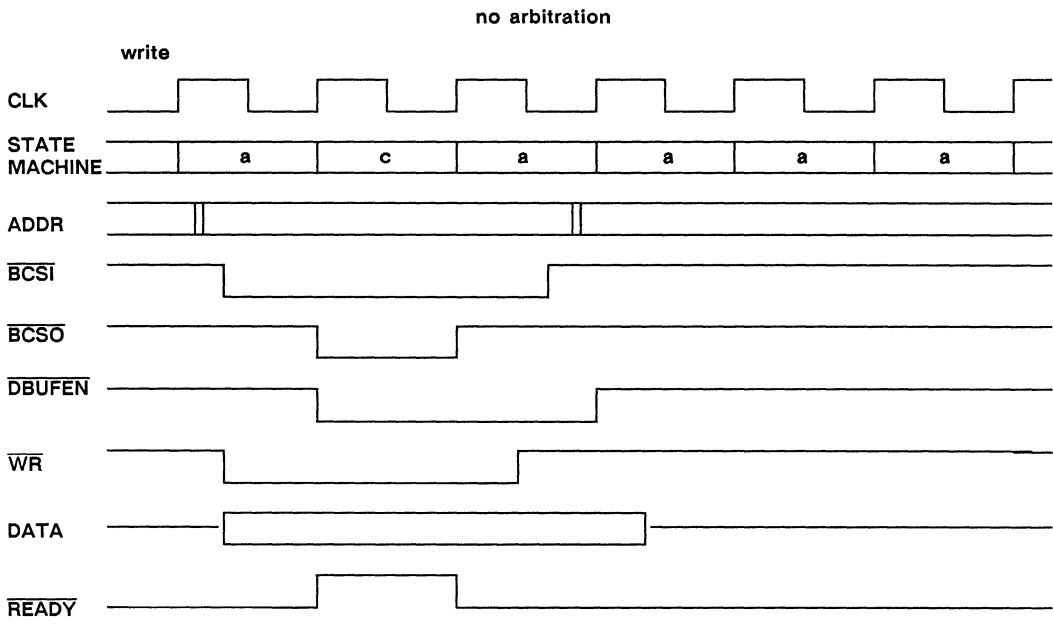 no arbitration
write
CLK
STATE
MACHINE
a c a a a a
ADDR
BCSI
BCSO
DBUFEN
WR
DATA
READY